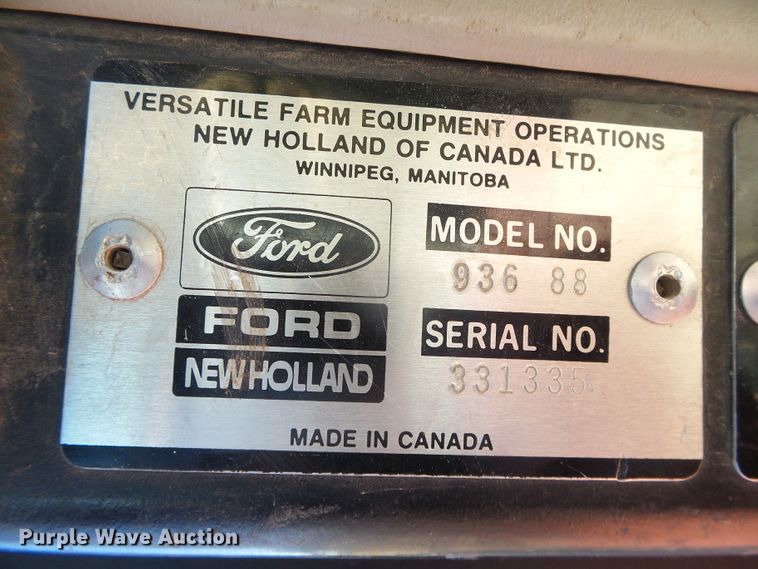 VERSATILE FARM EQUIPMENT OPERATIONS
NEW HOLLAND OF CANADA LTD.
WINNIPEG, MANITOBA
Ford
MODEL NO.
936 88
FORD
NEW HOLLAND
SERIAL NO.
331335
MADE IN CANADA
Purple Wave Auction